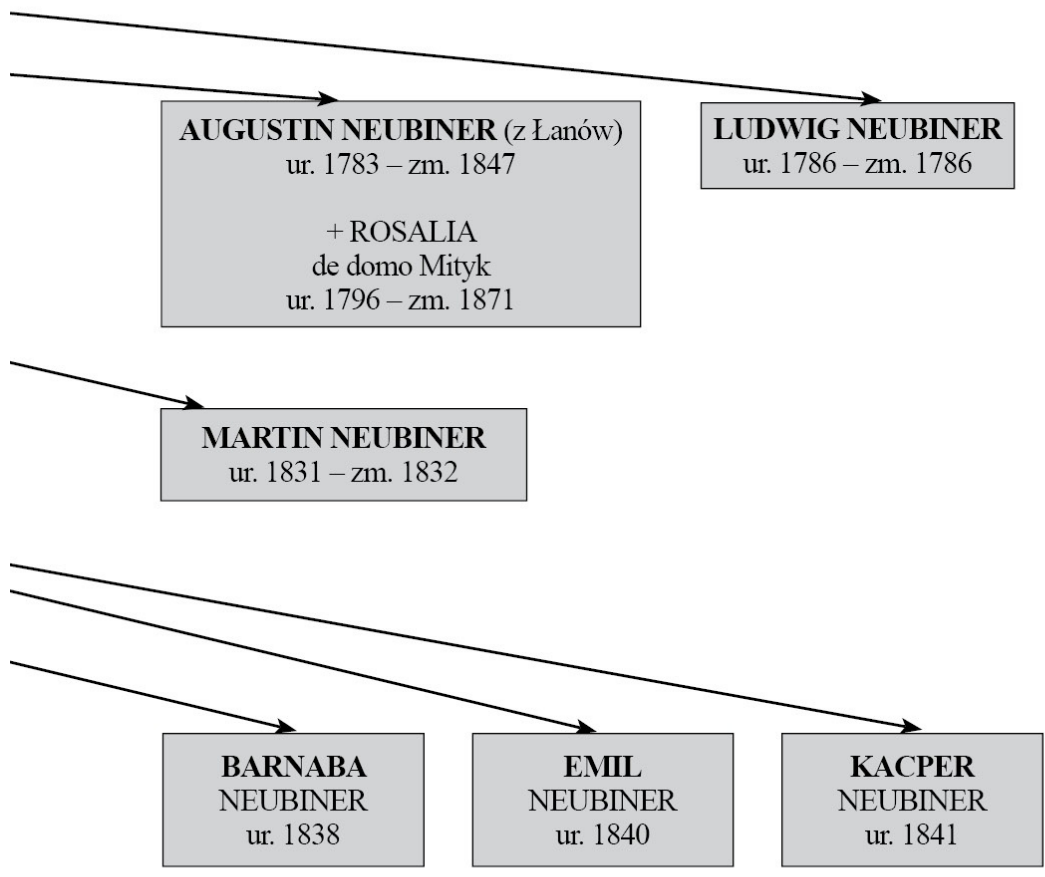 AUGUSTIN NEUBINER (z Łanów)
ur. 1783 – zm. 1847
+ ROSALIA
de domo Mityk
ur. 1796 – zm. 1871
LUDWIG NEUBINER
ur. 1786 – zm. 1786
MARTIN NEUBINER
ur. 1831 – zm. 1832
BARNABA
NEUBINER
ur. 1838
EMIL
NEUBINER
ur. 1840
KACPER
NEUBINER
ur. 1841